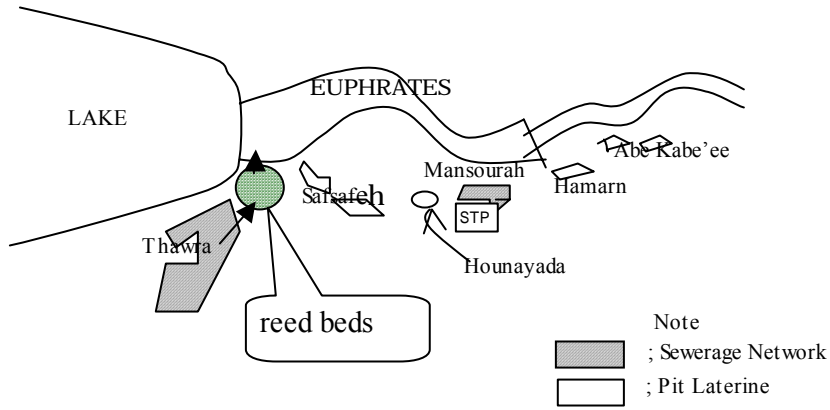 EUPHRATES
LAKE
Abe Kabe’ee
Mansourah
Hamarn
Safsafeh
STP
Thawra
Hounayada
reed beds
Note
; Sewerage Network
; Pit Laterine